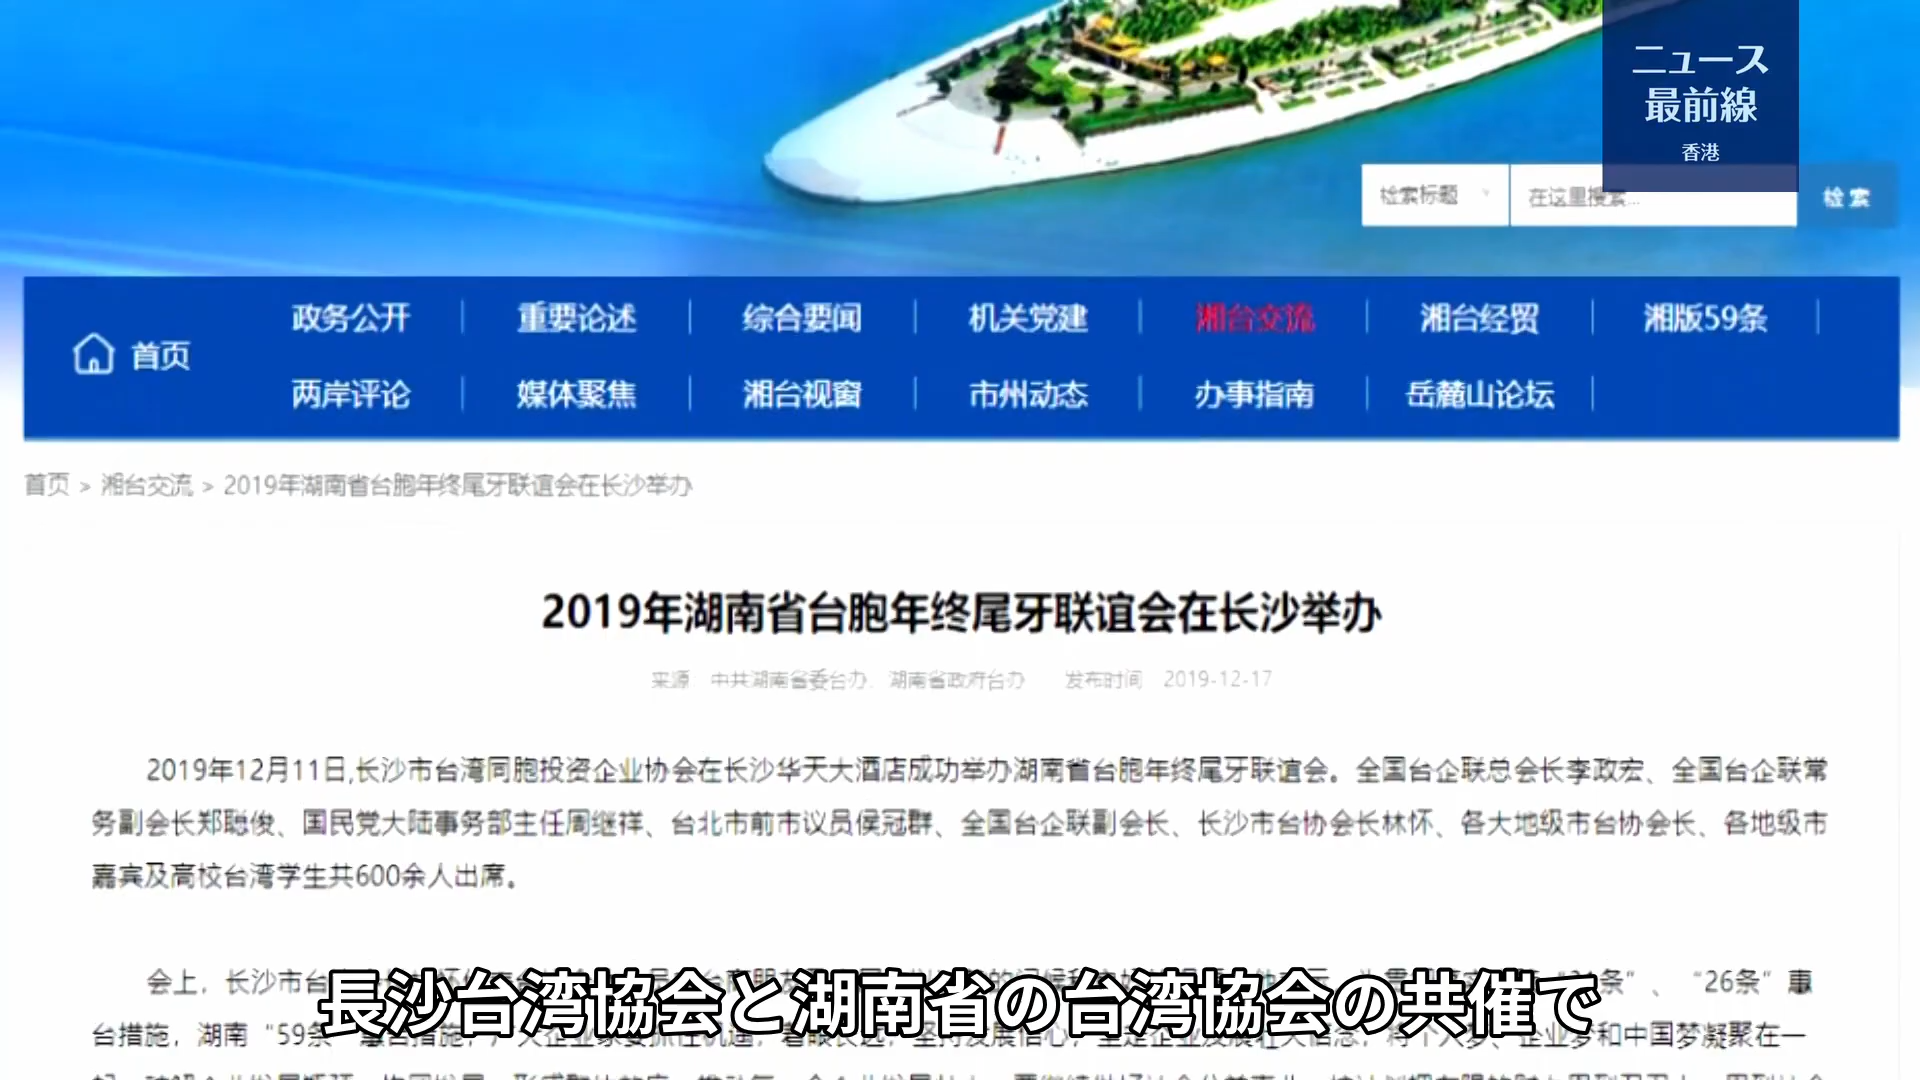 ニュース
最前線
香港
检索标题
在这里搜索...
检索
首页
政务公开
重要论述
综合要闻
机关党建
湘台交流
湘台经贸
湘版59条
两岸评论
媒体聚焦
湘台视窗
市州动态
办事指南
岳麓山论坛
首页 > 湘台交流 > 2019年湖南省台胞年终尾牙联谊会在长沙举办
2019年湖南省台胞年终尾牙联谊会在长沙举办
来源 中共湖南省委台办、湖南省政府台办 发布时间 2019-12-17
2019年12月11日,长沙市台湾同胞投资企业协会在长沙华天大酒店成功举办湖南省台胞年终尾牙联谊会。全国台企联总会长李政宏、全国台企联常
务副会长郑聪俊、国民党大陆事务部主任周继祥、台北市前市议员侯冠群、全国台企联副会长、长沙市台协会长林怀、各大地级市台协会长、各地级市
嘉宾及高校台湾学生共600余人出席。
会上，长沙市台 条”、“26条”惠
長沙台湾協会と湖南省の台湾協会の共催で
台措施，湖南“59条 企业梦和中国梦凝聚在一